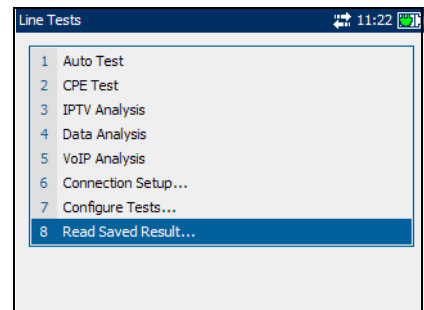 Line Tests 11:22
1 Auto Test
2 CPE Test
3 IPTV Analysis
4 Data Analysis
5 VoIP Analysis
6 Connection Setup...
7 Configure Tests...
8 Read Saved Result...